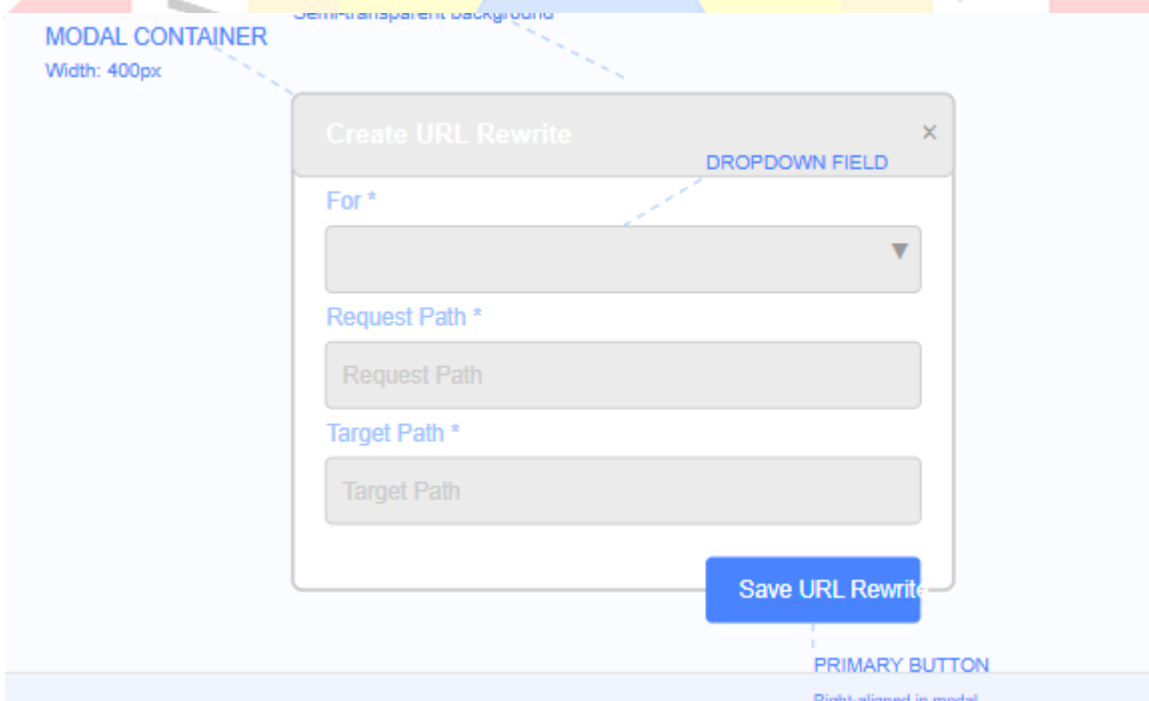 Semi-transparent background
MODAL CONTAINER
Width: 400px
Create URL Rewrite
×
DROPDOWN FIELD
For *
▼
Request Path *
Request Path
Target Path *
Target Path
Save URL Rewrite
PRIMARY BUTTON
Right-aligned in modal